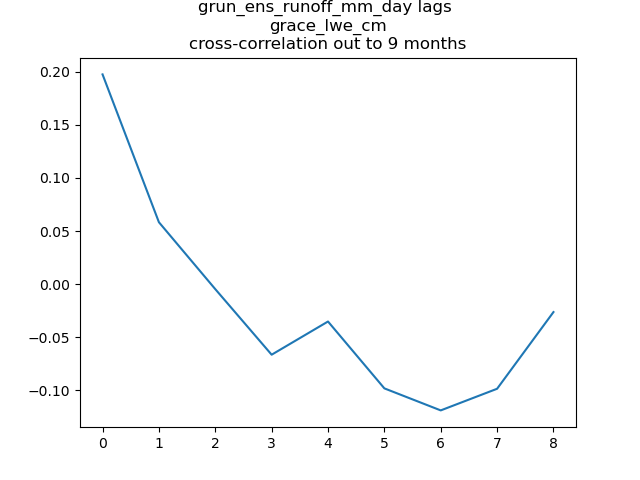 grun_ens_runoff_mm_day lags
grace_lwe_cm
cross-correlation out to 9 months
0.20
0.15
0.10
0.05
0.00
−0.05
−0.10
0 1 2 3 4 5 6 7 8